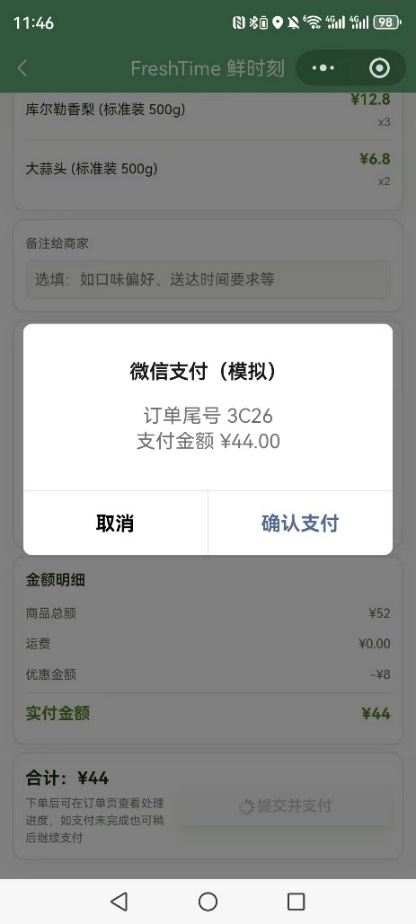 11:46
4G 4G 98
FreshTime 鲜时刻
库尔勒香梨 (标准装 500g)
¥12.8
x3
大蒜头 (标准装 500g)
¥6.8
x2
备注给商家
选填：如口味偏好、送达时间要求等
微信支付（模拟）
订单尾号 3C26
支付金额 ¥44.00
取消
确认支付
金额明细
商品总额
¥52
运费
¥0.00
优惠金额
-¥8
实付金额
¥44
合计：¥44
下单后可在订单页查看处理
进度，如支付未完成也可稍
后继续支付
提交并支付